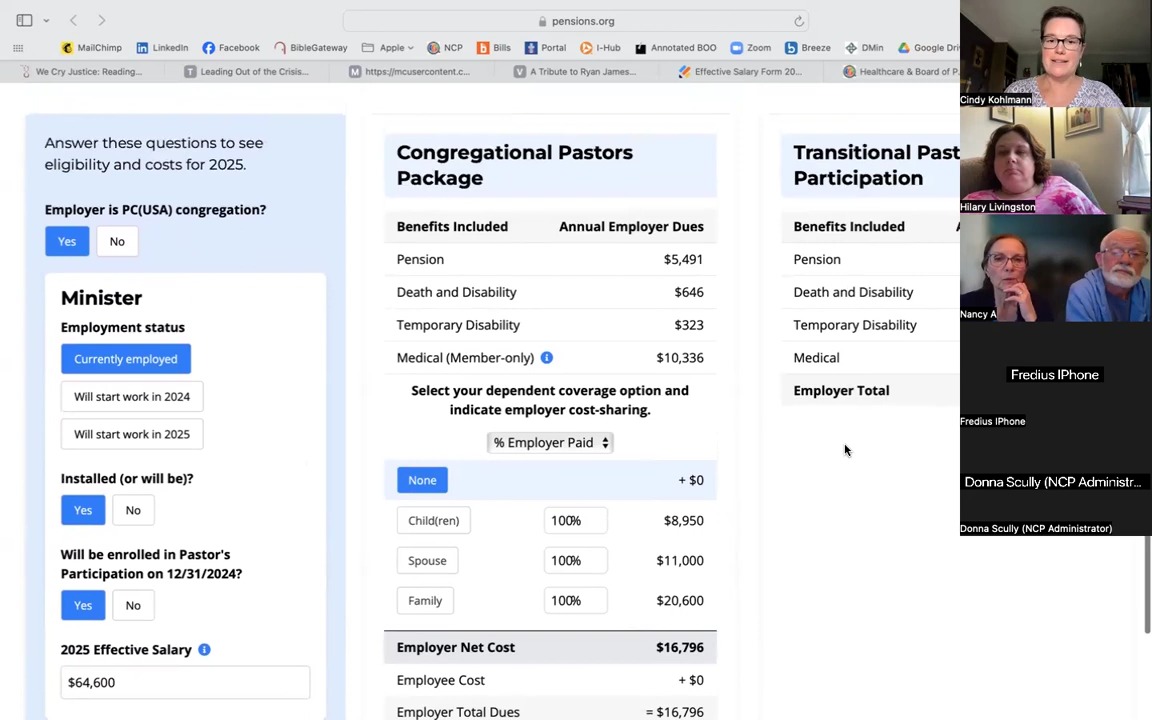 pensions.org
MailChimp
LinkedIn
Facebook
BibleGateway
Apple
NCP
Bills
Portal
I-Hub
Annotated BOO
Zoom
Breeze
DMin
Google Dri
We Cry Justice: Reading...
Leading Out of the Crisis...
https://mcusercontent.c...
A Tribute to Ryan James...
Effective Salary Form 20...
Healthcare & Board of P
Answer these questions to see
eligibility and costs for 2025.
Employer is PC(USA) congregation?
Yes No
Minister
Employment status
Currently employed
Will start work in 2024
Will start work in 2025
Installed (or will be)?
Yes No
Will be enrolled in Pastor's
Participation on 12/31/2024?
Yes No
2025 Effective Salary
$64,600
Congregational Pastors
Package
Benefits Included Annual Employer Dues
Pension $5,491
Death and Disability $646
Temporary Disability $323
Medical (Member-only) $10,336
Select your dependent coverage option and
indicate employer cost-sharing.
% Employer Paid
None + $0
Child(ren) 100% $8,950
Spouse 100% $11,000
Family 100% $20,600
Employer Net Cost $16,796
Employee Cost + $0
Employer Total Dues = $16,796
Transitional Past
Participation
Benefits Included
Pension
Death and Disability
Temporary Disability
Medical
Employer Total
Cindy Kohlmann
Hilary Livingston
Nancy A
Fredius IPhone
Fredius IPhone
Donna Scully (NCP Administr...
Donna Scully (NCP Administrator)